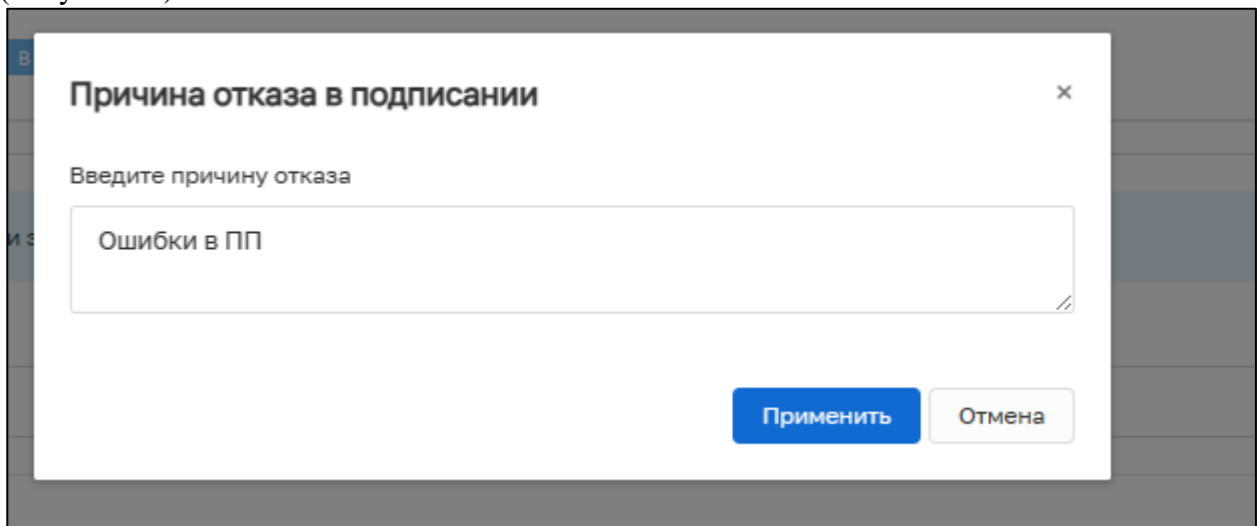 В
Причина отказа в подписании ×
Введите причину отказа
и з
Ошибки в ПП
Применить Отмена